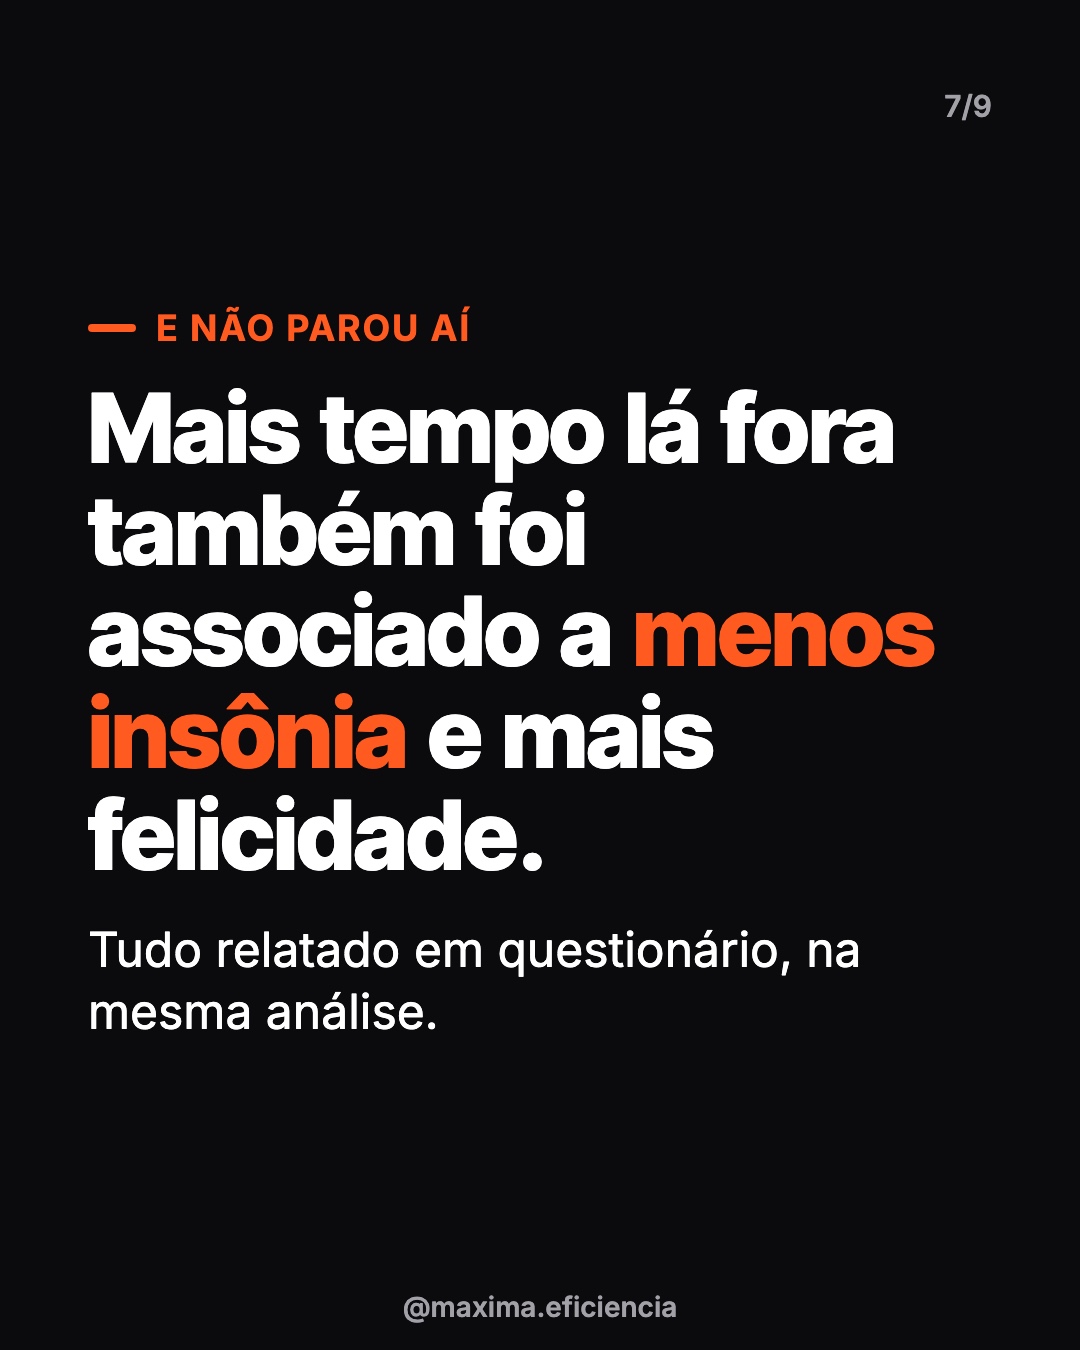 7/9
E NÃO PAROU AÍ
Mais tempo lá fora
também foi
associado a menos
insônia e mais
felicidade.
Tudo relatado em questionário, na
mesma análise.
@maxima.eficiencia